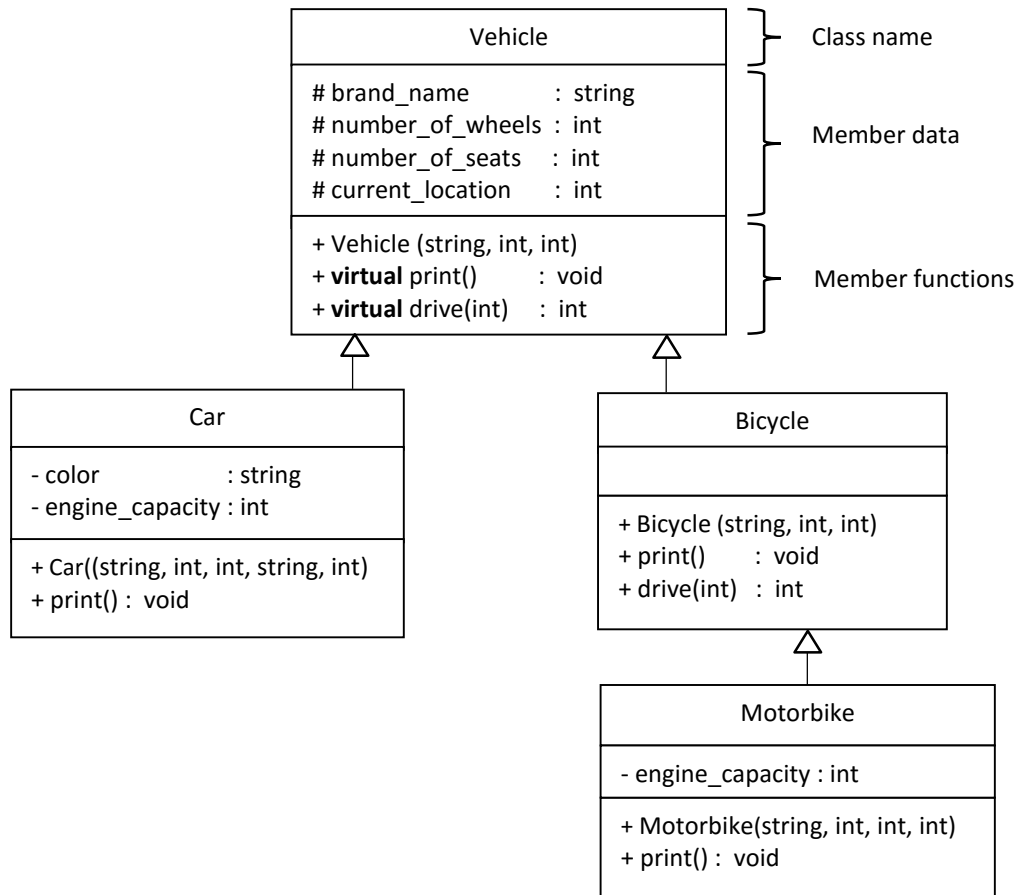 Vehicle
Class name
# brand_name : string
# number_of_wheels : int
# number_of_seats : int
# current_location : int
Member data
+ Vehicle (string, int, int)
+ virtual print() : void
+ virtual drive(int) : int
Member functions
Car
- color : string
- engine_capacity : int
+ Car((string, int, int, string, int)
+ print() : void
Bicycle
+ Bicycle (string, int, int)
+ print() : void
+ drive(int) : int
Motorbike
- engine_capacity : int
+ Motorbike(string, int, int, int)
+ print() : void